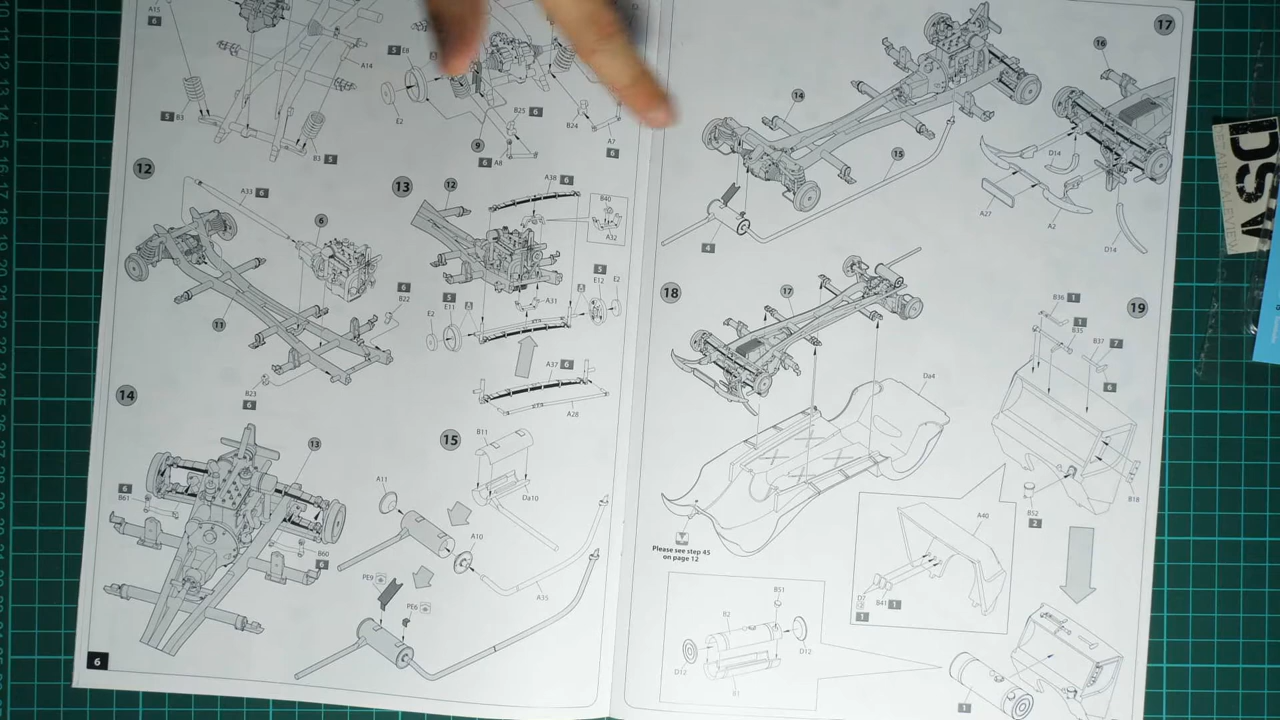 A15
6
A14
5 B3
B3 5
5 E8
E2
9
B25 6
6 A8
B24
A7
6
12
A33 6
6
11
6
B22
B23
6
13
12
A38 6
B40
A32
5
E12 E2
5
E11
E2
A31
A37 6
A28
14
13
6
B61
B60
6
15
B11
Da10
A11
A10
A35
PE9
PE6
6
17
16
14
15
4
D14
A27
A2
D14
18
17
Da4
Please see step 45
on page 12
19
B36 1
1
B35
B37 7
6
B18
B52
2
A40
D7
B41 1
1
B51
B2
D12
D12
B1
1
DSV